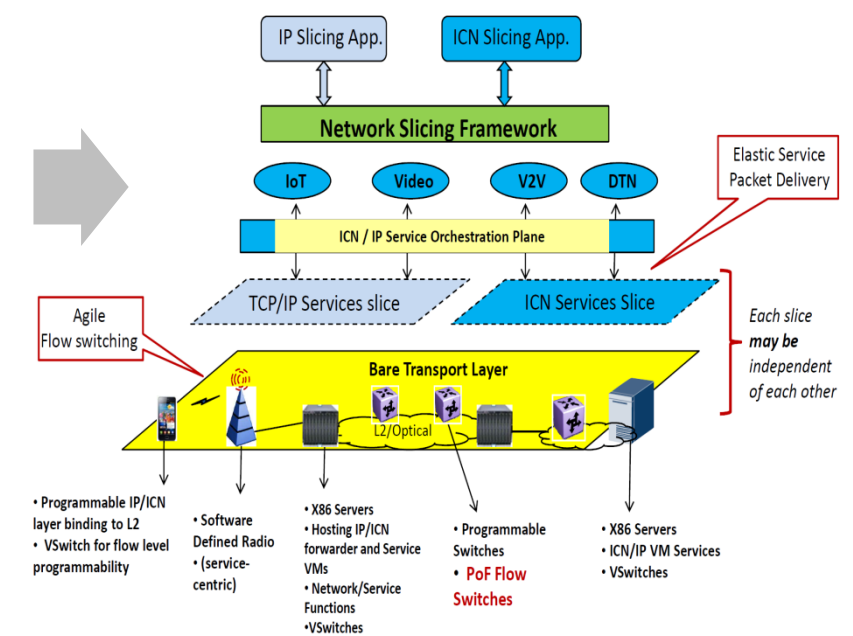 IP Slicing App.
ICN Slicing App.
Network Slicing Framework
IoT
Video
V2V
DTN
Elastic Service
Packet Delivery
ICN / IP Service Orchestration Plane
TCP/IP Services slice
ICN Services Slice
Agile
Flow switching
Each slice
may be
independent
of each other
Bare Transport Layer
L2/Optical
• Programmable IP/ICN
layer binding to L2
• VSwitch for flow level
programmability
• Software
Defined Radio
• (service-
centric)
• X86 Servers
• Hosting IP/ICN
forwarder and Service
VMs
• Network/Service
Functions
•VSwitches
• Programmable
Switches
• PoF Flow
Switches
• X86 Servers
• ICN/IP VM Services
• VSwitches